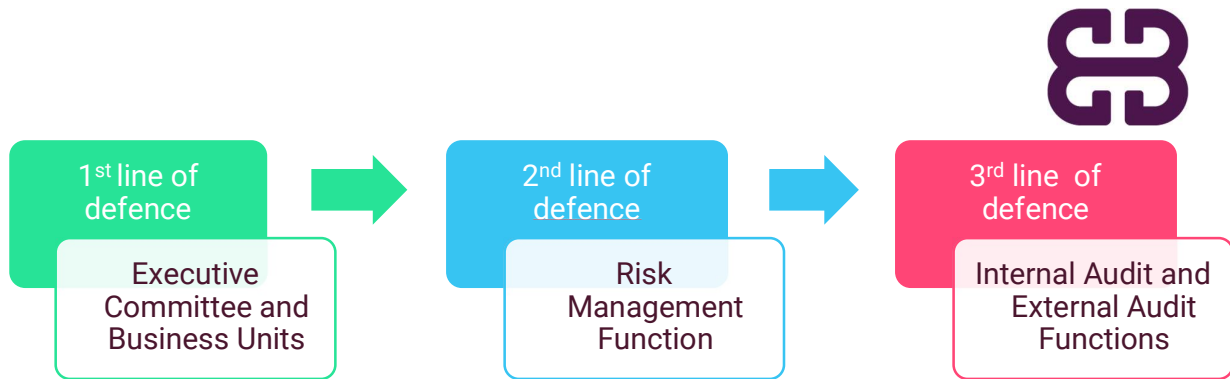 1st line of
defence
Executive
Committee and
Business Units
2nd line of
defence
Risk
Management
Function
3rd line of
defence
Internal Audit and
External Audit
Functions